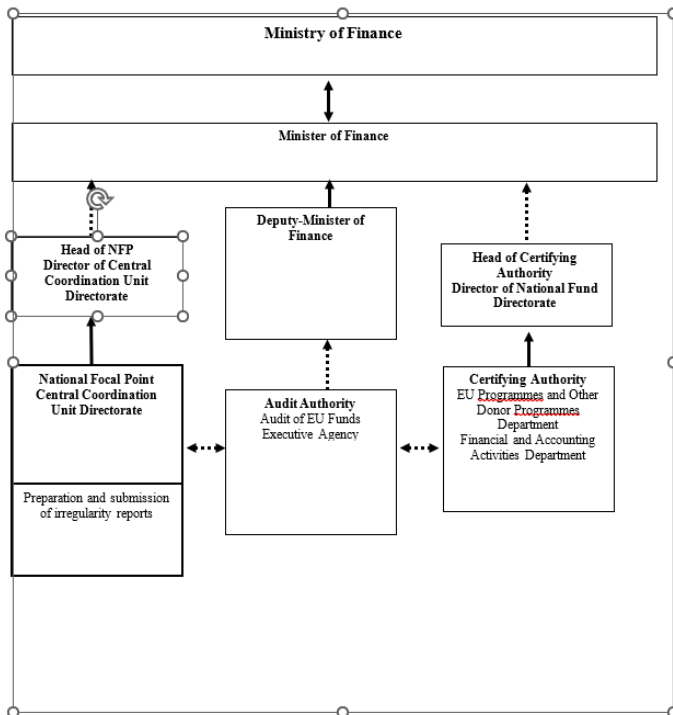 Ministry of Finance
Minister of Finance
Head of NFP
Director of Central
Coordination Unit
Directorate
Deputy-Minister of
Finance
Head of Certifying
Authority
Director of National Fund
Directorate
National Focal Point
Central Coordination
Unit Directorate
Preparation and submission
of irregularity reports
Audit Authority
Audit of EU Funds
Executive Agency
Certifying Authority
EU Programmes and Other
Donor Programmes
Department
Financial and Accounting
Activities Department